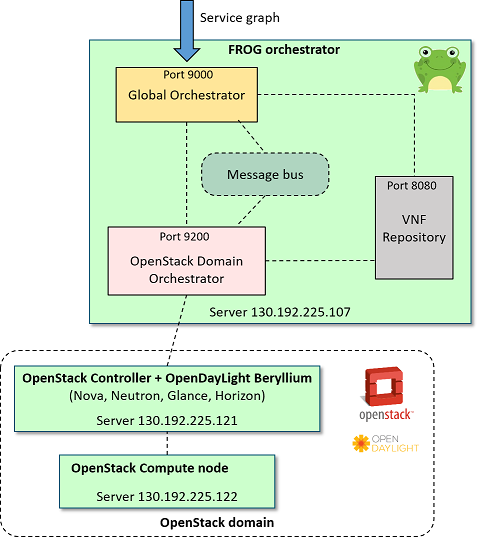 Service graph
FROG orchestrator
Port 9000
Global Orchestrator
Message bus
Port 8080
VNF
Repository
Port 9200
OpenStack Domain
Orchestrator
Server 130.192.225.107
OpenStack Controller + OpenDayLight Beryllium
(Nova, Neutron, Glance, Horizon)
Server 130.192.225.121
openstack™
OPEN
DAYLIGHT
OpenStack Compute node
Server 130.192.225.122
OpenStack domain